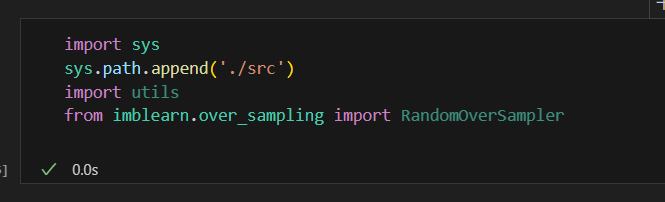 import sys
sys.path.append('./src')
import utils
from imblearn.over_sampling import RandomOverSampler
]
0.0s